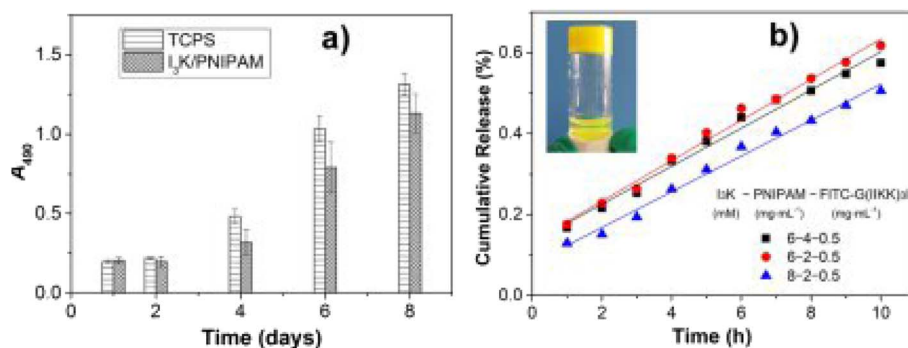 a)
TCPS
I₃K/PNIPAM
A₄₉₀
1.5
1.0
0.5
0.0
0 2 4 6 8
Time (days)
b)
Cumulative Release (%)
0.6
0.4
0.2
0.0
I₃K – PNIPAM – FITC-G(IIKK)₃I
(mM) (mg·mL⁻¹) (mg·mL⁻¹)
6-4-0.5
6-2-0.5
8-2-0.5
0 2 4 6 8 10
Time (h)